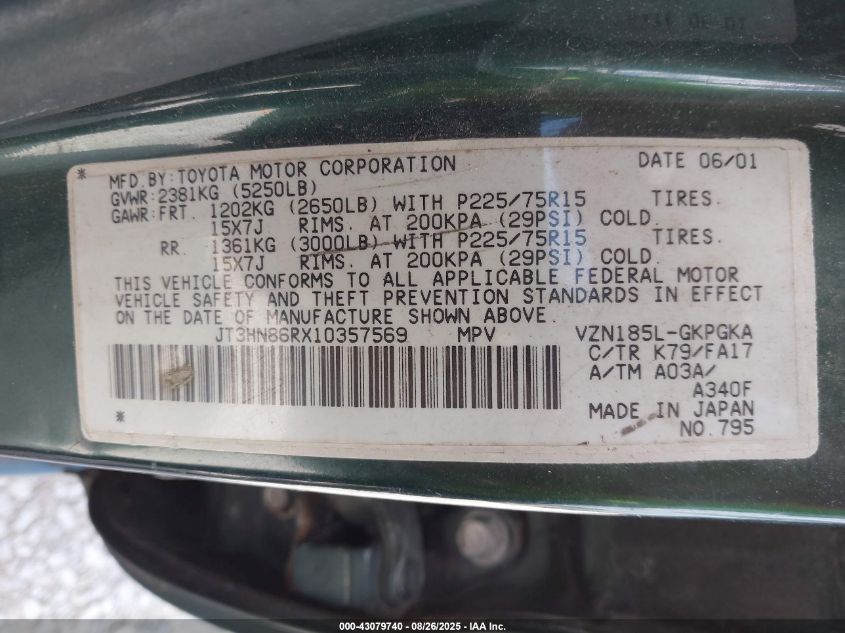 MFD.BY:TOYOTA MOTOR CORPORATION DATE 06/01
GVWR:2381KG (5250LB)
GAWR:FRT. 1202KG (2650LB) WITH P225/75R15 TIRES.
15X7J RIMS. AT 200KPA (29PSI) COLD.
RR. 1361KG (3000LB) WITH P225/75R15 TIRES.
15X7J RIMS. AT 200KPA (29PSI) COLD.
THIS VEHICLE CONFORMS TO ALL APPLICABLE FEDERAL MOTOR
VEHICLE SAFETY AND THEFT PREVENTION STANDARDS IN EFFECT
ON THE DATE OF MANUFACTURE SHOWN ABOVE.
JT3HN86RX10357569 MPV VZN185L-GKPGKA
C/TR K79/FA17
A/TM A03A/
A340F
MADE IN JAPAN
NO.795
000-43079740 - 08/26/2025 - IAA Inc.